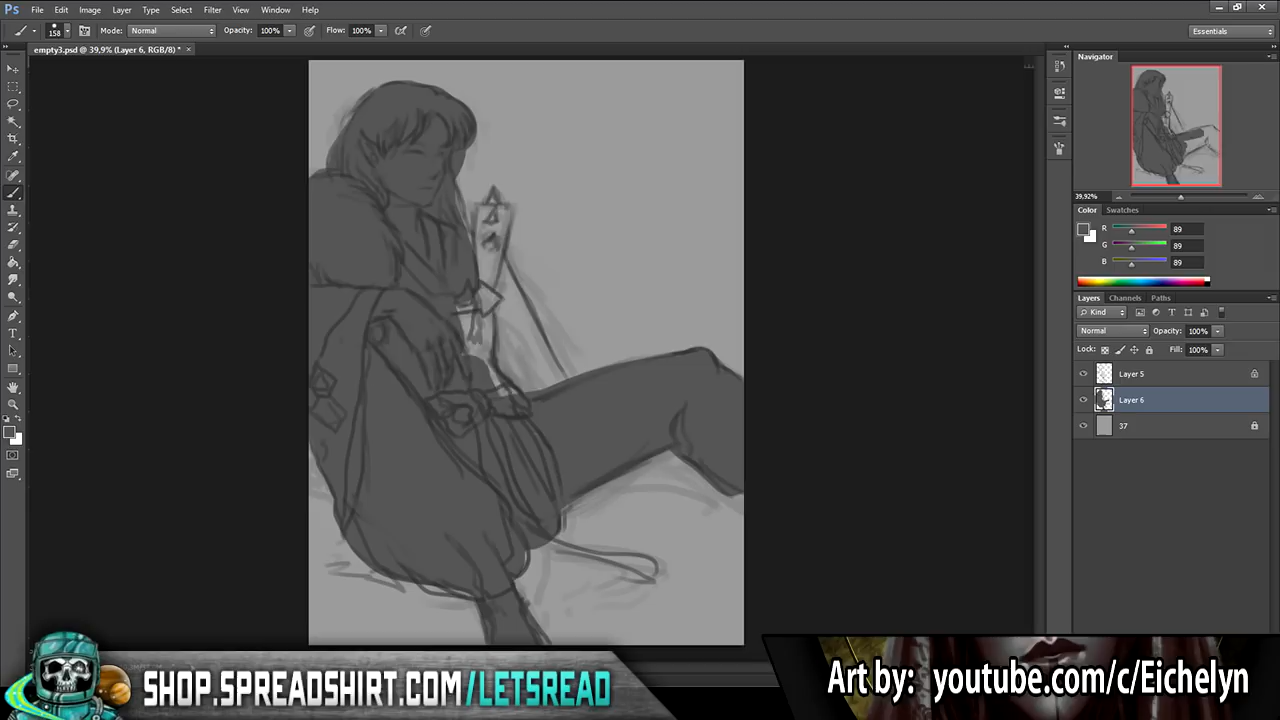 Ps File Edit Image Layer Type Select Filter View Window Help
158 Mode: Normal Opacity: 100% Flow: 100% Essentials
empty3.psd @ 39,9% (Layer 6, RGB/8) *
Navigator
39,92%
Color Swatches
R 89
G 89
B 89
Layers Channels Paths
Kind
Normal Opacity: 100%
Lock: Fill: 100%
Layer 5
Layer 6
37
SHOP.SPREADSHIRT.COM/LETSREAD
Art by: youtube.com/c/Eichelyn